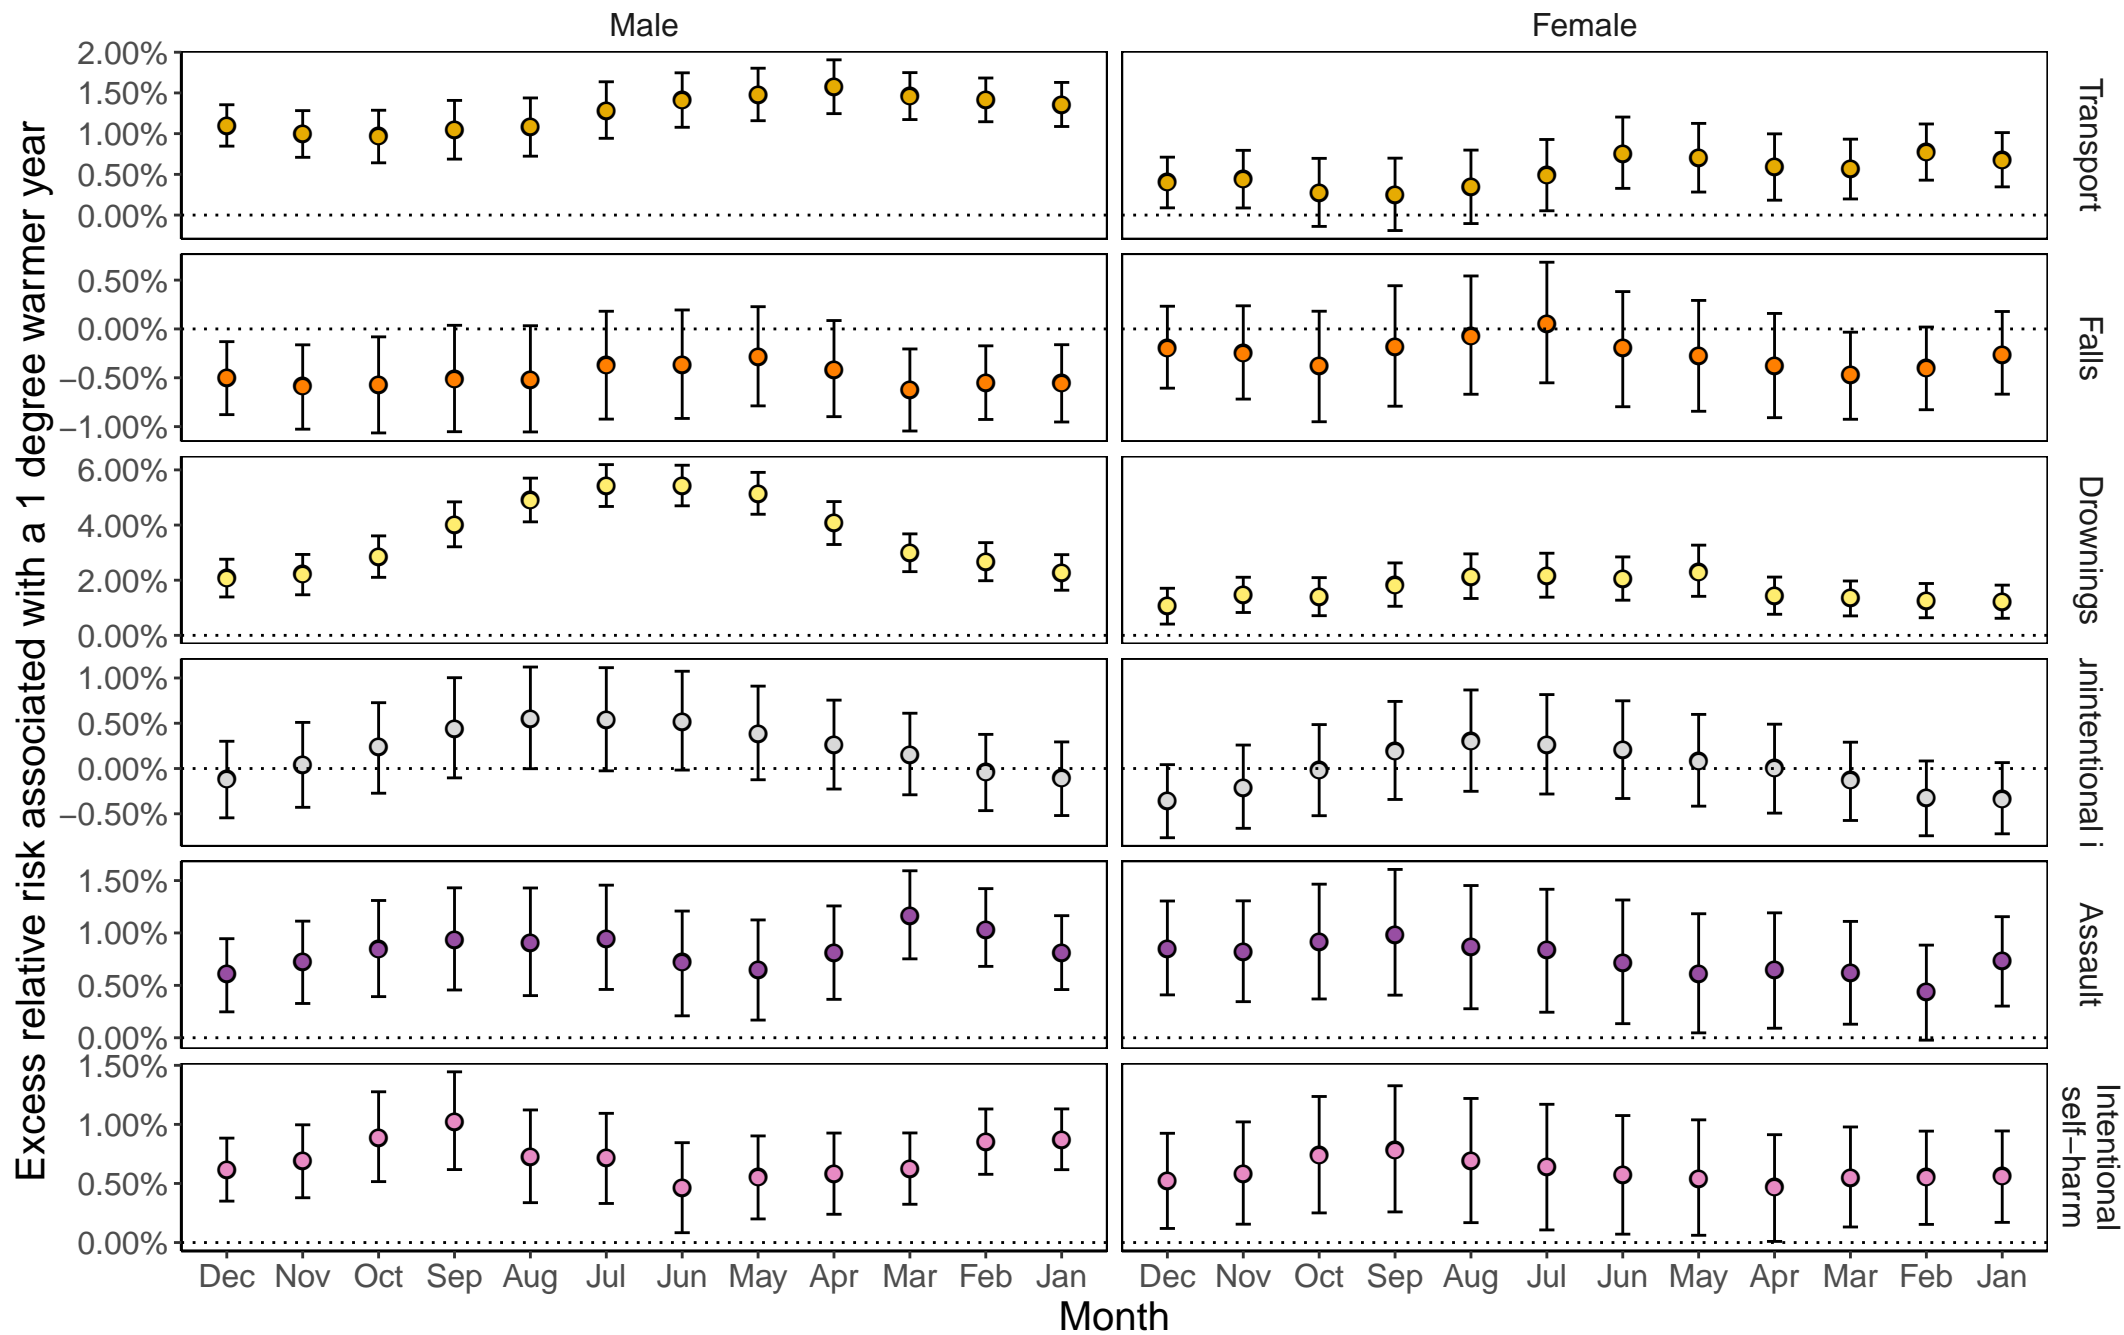 Male
Female
Excess relative risk associated with a 1 degree warmer year
2.00%
1.50%
1.00%
0.50%
0.00%
Transport
0.50%
0.00%
−0.50%
−1.00%
Falls
6.00%
4.00%
2.00%
0.00%
Drownings
1.00%
0.50%
0.00%
−0.50%
unintentional i
1.50%
1.00%
0.50%
0.00%
Assault
1.50%
1.00%
0.50%
0.00%
Intentional
self−harm
Dec Nov Oct Sep Aug Jul Jun May Apr Mar Feb Jan
Dec Nov Oct Sep Aug Jul Jun May Apr Mar Feb Jan
Month